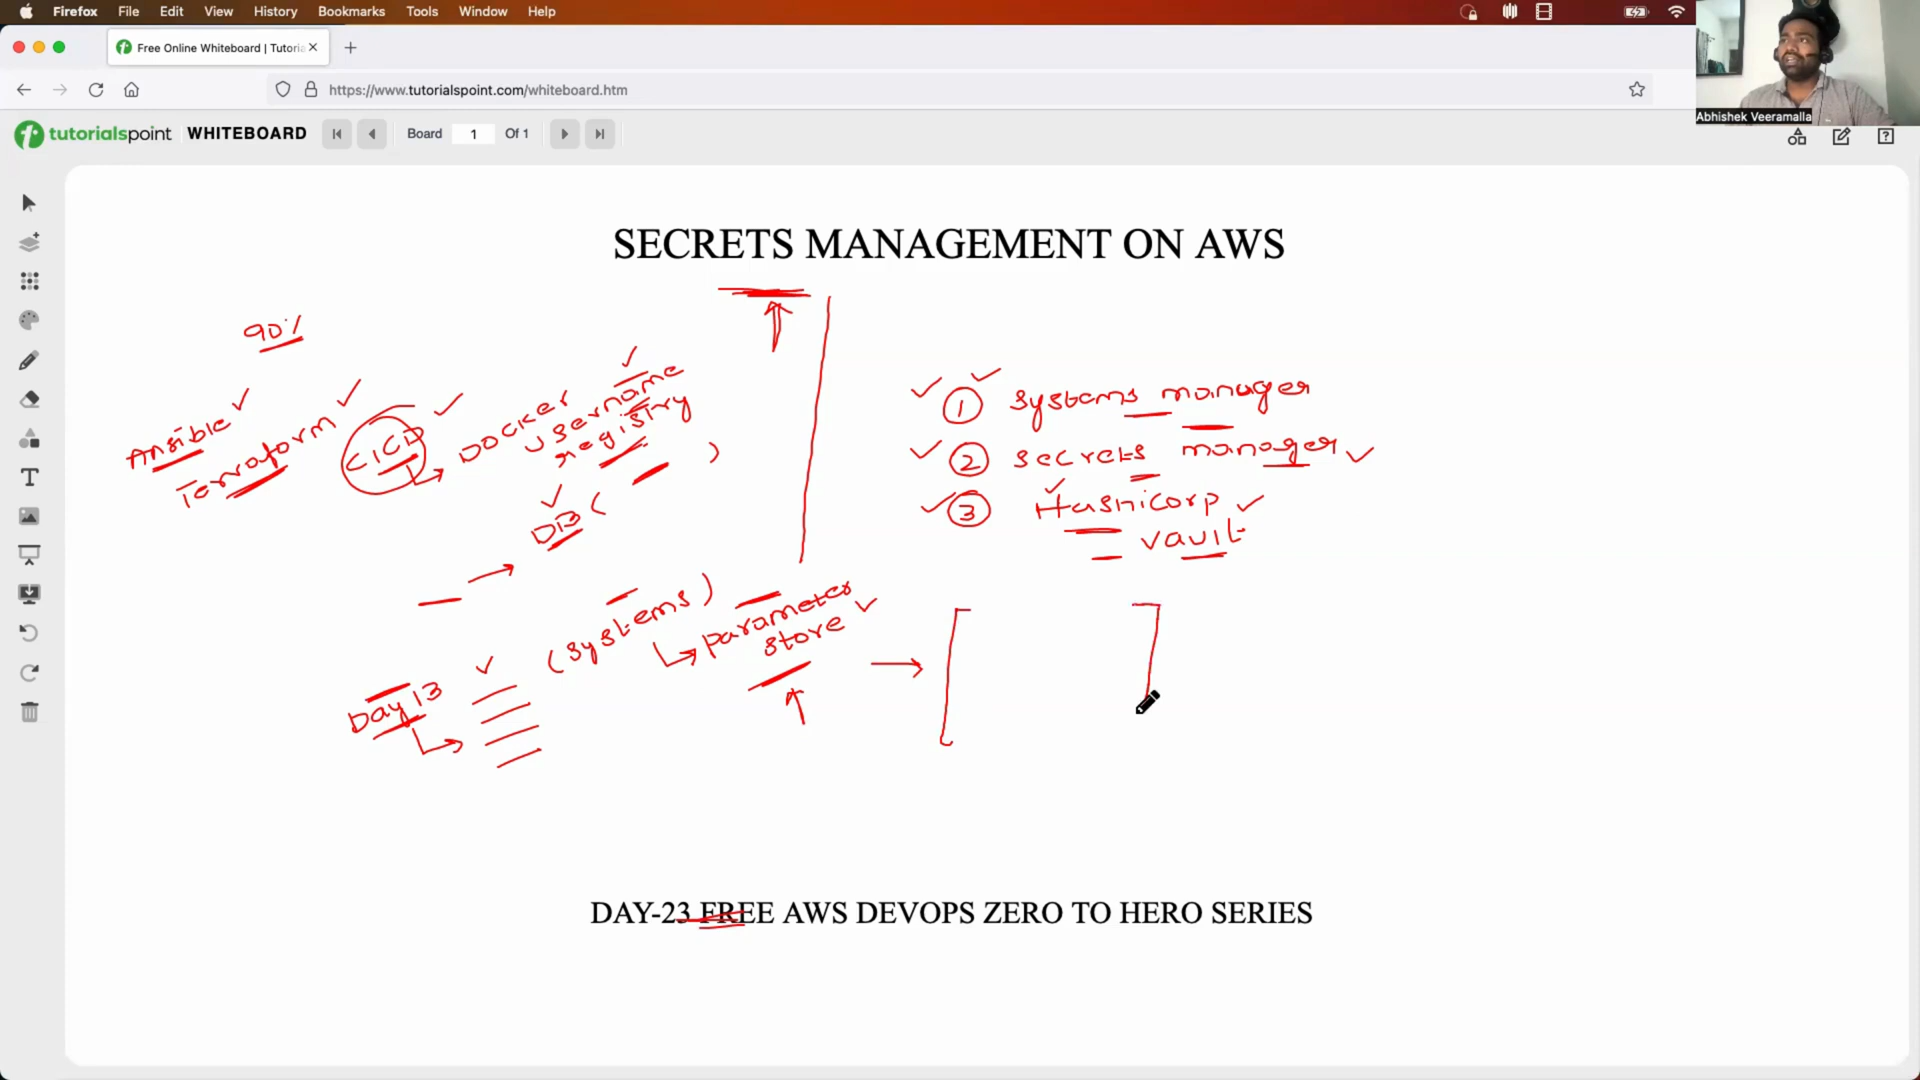 Firefox File Edit View History Bookmarks Tools Window Help
Free Online Whiteboard | Tutoria
https://www.tutorialspoint.com/whiteboard.htm
Abhishek Veeramalla
tutorialspoint WHITEBOARD Board 1 Of 1
SECRETS MANAGEMENT ON AWS
90%
Ansible
Terraform
CICD
DOCKER
username
registry
DB ( )
1 systems manager
2 secrets manager
3 Hashicorp
vault
(systems)
parameter
store
Day 13
DAY-23 FREE AWS DEVOPS ZERO TO HERO SERIES